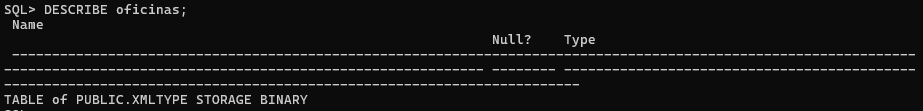 SQL> DESCRIBE oficinas;
Name
Null? Type
-----------------------------------------------------------------------------------------------------------------
------------------------------------------------------------ -------- --------------------------------------------
------------------------------------------------------------------------
TABLE of PUBLIC.XMLTYPE STORAGE BINARY